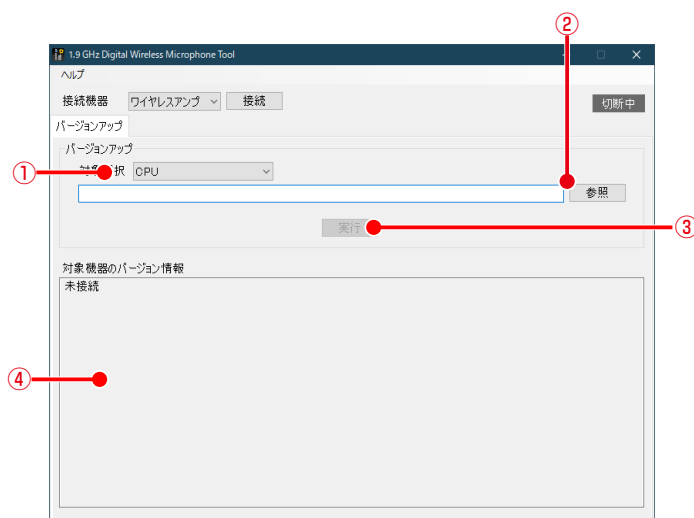 ②
1.9 GHz Digital Wireless Microphone Tool
ヘルプ
接続機器 ワイヤレスアンプ 接続 切断中
バージョンアップ
バージョンアップ
① 択 CPU
参照
実行 ③
対象機器のバージョン情報
未接続
④